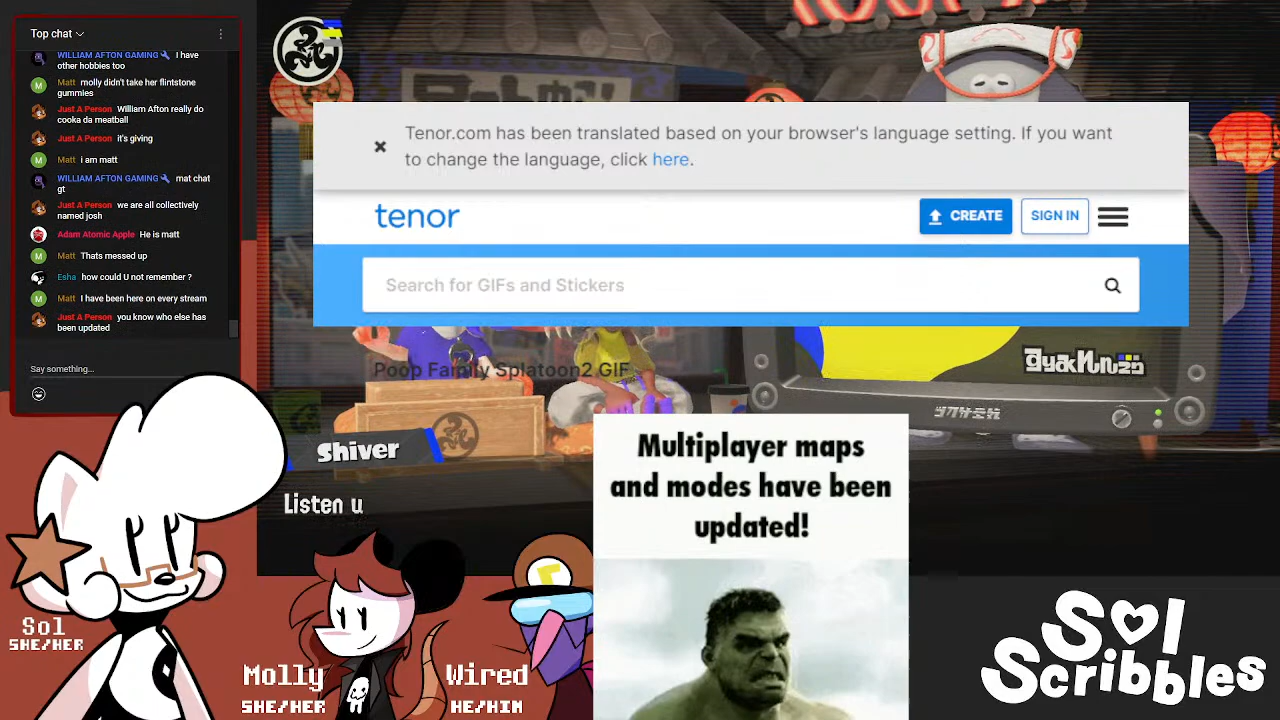 Top chat
WILLIAM AFTON GAMING I have
other hobbies too
M Matt molly didn't take her flintstone
gummies
Just A Person William Afton really do
cooka da meatball
Just A Person it's giving
M Matt i am matt
WILLIAM AFTON GAMING mat chat
gt
Just A Person we are all collectively
named josh
Adam Atomic Apple He is matt
M Matt Thats messed up
Esha how could U not remember ?
M Matt I have been here on every stream
Just A Person you know who else has
been updated
Say something...
Tenor.com has been translated based on your browser's language setting. If you want
to change the language, click here.
tenor
CREATE
SIGN IN
Search for GIFs and Stickers
Poop Family Splatoon2 GIF
Shiver
Listen u
Multiplayer maps
and modes have been
updated!
Sol
SHE/HER
Molly
SHE/HER
Wired
HE/HIM
Sol
Scribbles